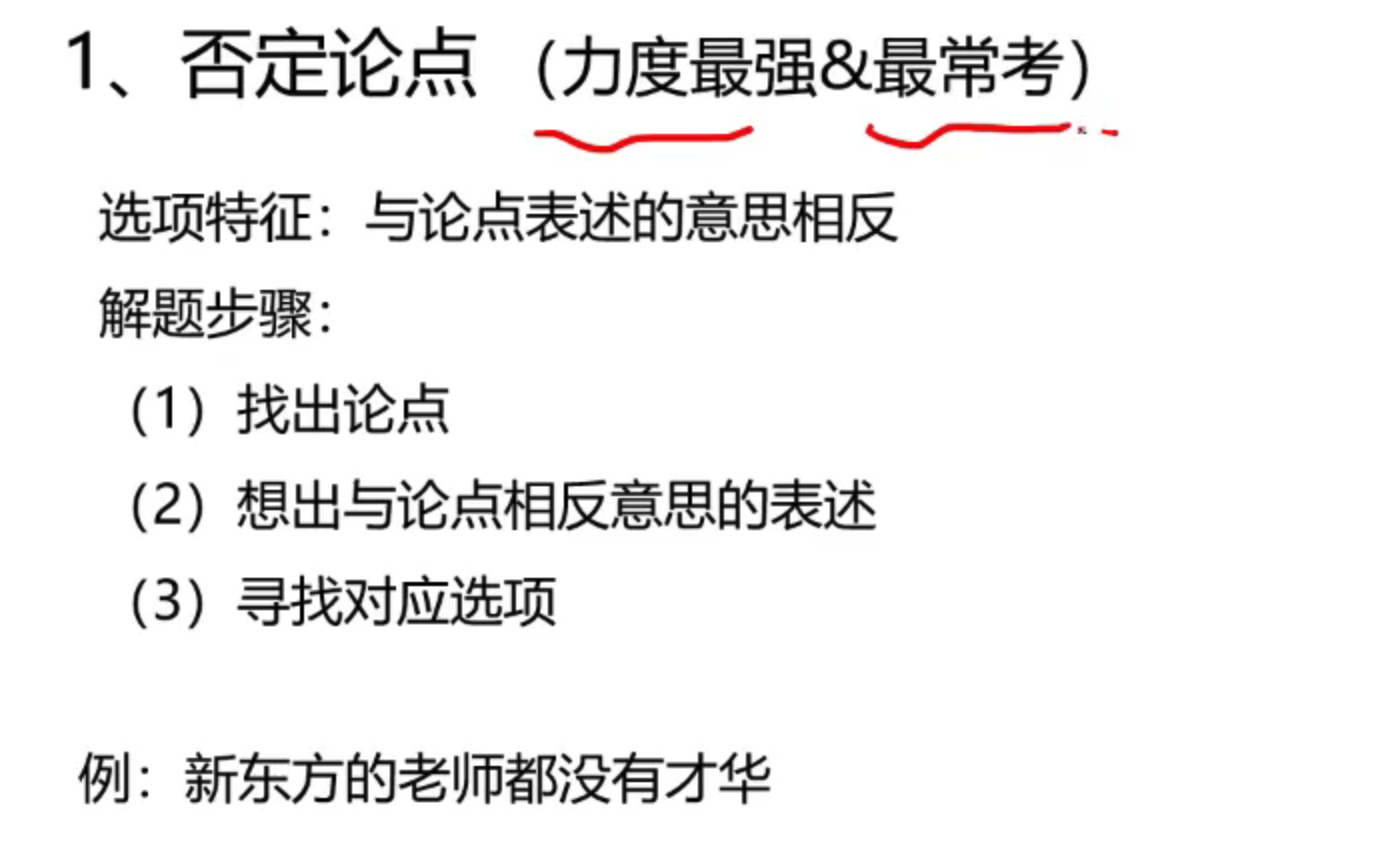 1、否定论点（力度最强&最常考）
选项特征：与论点表述的意思相反
解题步骤：
（1）找出论点
（2）想出与论点相反意思的表述
（3）寻找对应选项
例：新东方的老师都没有才华